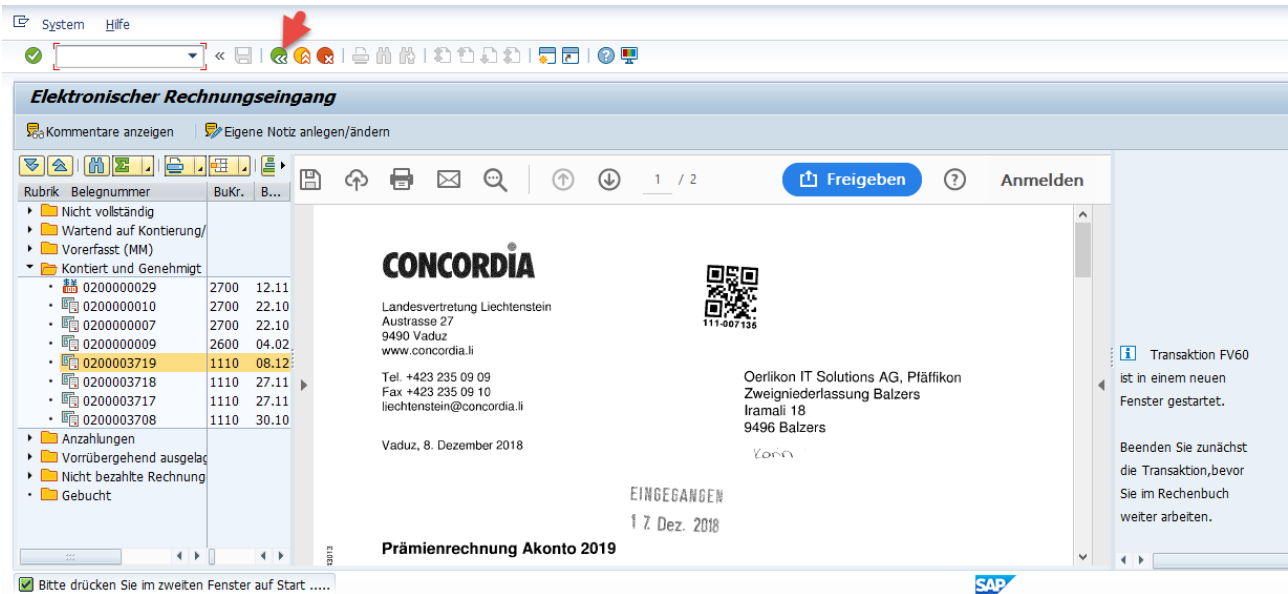 System Hilfe
Elektronischer Rechnungseingang
Kommentare anzeigen Eigene Notiz anlegen/ändern
1 / 2 Freigeben Anmelden
Rubrik Belegnummer BuKr. B...
Nicht vollständig
Wartend auf Kontierung/
Vorerfasst (MM)
Kontiert und Genehmigt
0200000029 2700 12.11
0200000010 2700 22.10
0200000007 2700 22.10
0200000009 2600 04.02
0200003719 1110 08.12
0200003718 1110 27.11
0200003717 1110 27.11
0200003708 1110 30.10
Anzahlungen
Vorrübergehend ausgelag
Nicht bezahlte Rechnung
Gebucht
CONCORDIA
111-007135
Landesvertretung Liechtenstein
Austrasse 27
9490 Vaduz
www.concordia.li
Tel. +423 235 09 09
Fax +423 235 09 10
liechtenstein@concordia.li
Oerlikon IT Solutions AG, Pfäffikon
Zweigniederlassung Balzers
Iramali 18
9496 Balzers
Vaduz, 8. Dezember 2018
EINGEGANGEN
17. Dez. 2018
Prämienrechnung Akonto 2019
Transaktion FV60
ist in einem neuen
Fenster gestartet.
Beenden Sie zunächst
die Transaktion,bevor
Sie im Rechenbuch
weiter arbeiten.
Bitte drücken Sie im zweiten Fenster auf Start .....
SAP